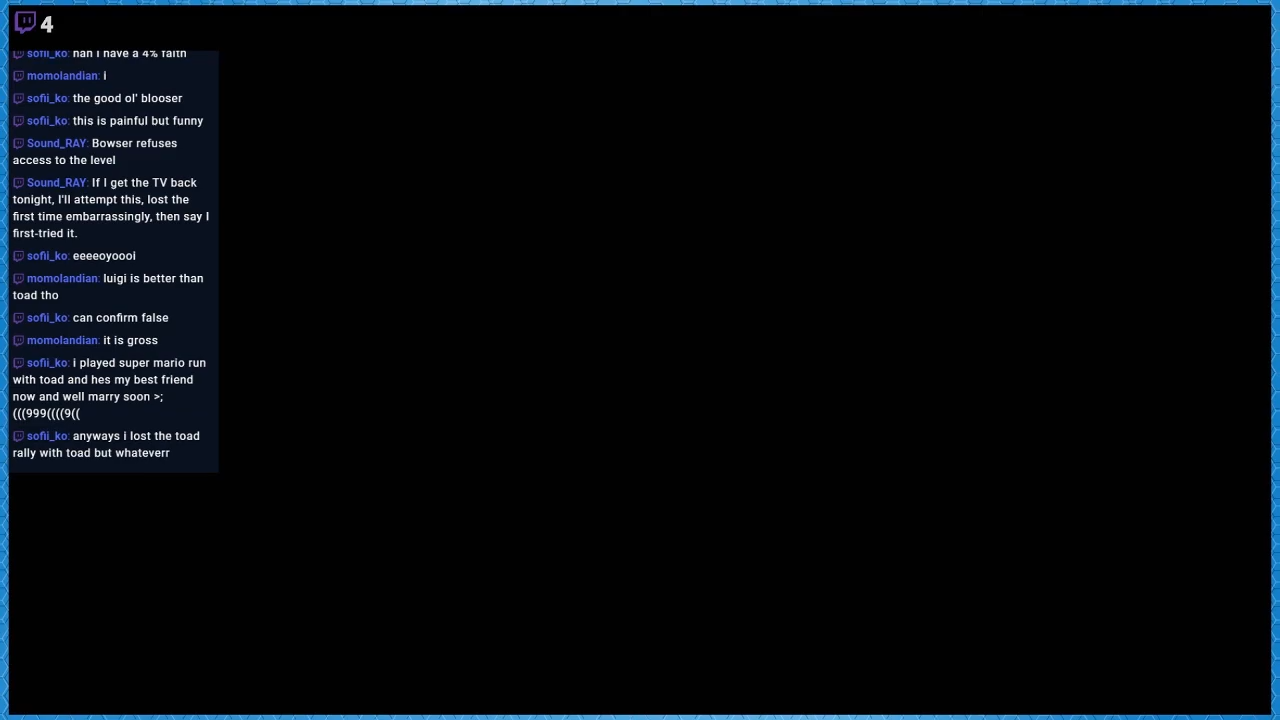 4
sofii_ko: nah I have a 4% faith
momolandian: i
sofii_ko: the good ol' blooser
sofii_ko: this is painful but funny
Sound_RAY: Bowser refuses
access to the level
Sound_RAY: If I get the TV back
tonight, I'll attempt this, lost the
first time embarrassingly, then say I
first-tried it.
sofii_ko: eeeeoyoooi
momolandian: luigi is better than
toad tho
sofii_ko: can confirm false
momolandian: it is gross
sofii_ko: i played super mario run
with toad and hes my best friend
now and well marry soon >;
(((999((((9((
sofii_ko: anyways i lost the toad
rally with toad but whateverr